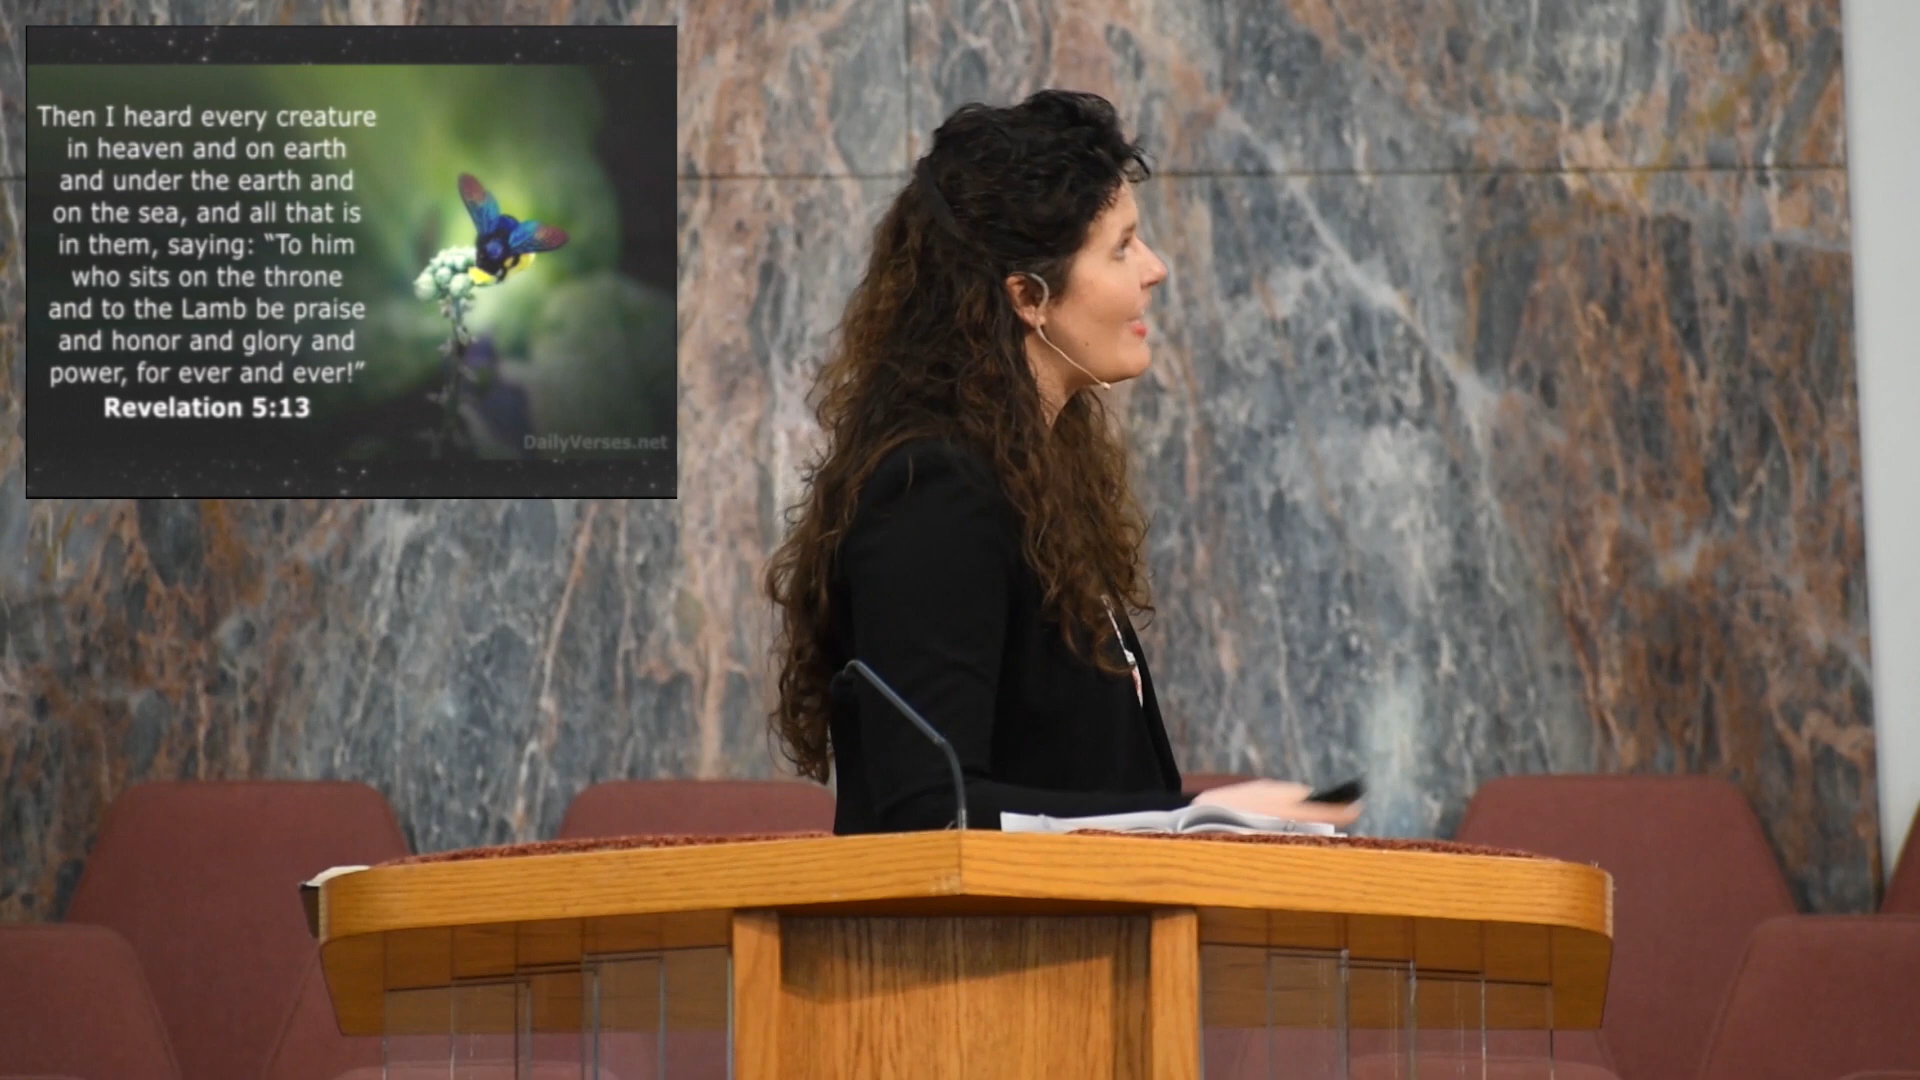 Then I heard every creature
in heaven and on earth
and under the earth and
on the sea, and all that is
in them, saying: “To him
who sits on the throne
and to the Lamb be praise
and honor and glory and
power, for ever and ever!”
Revelation 5:13
DailyVerses.net